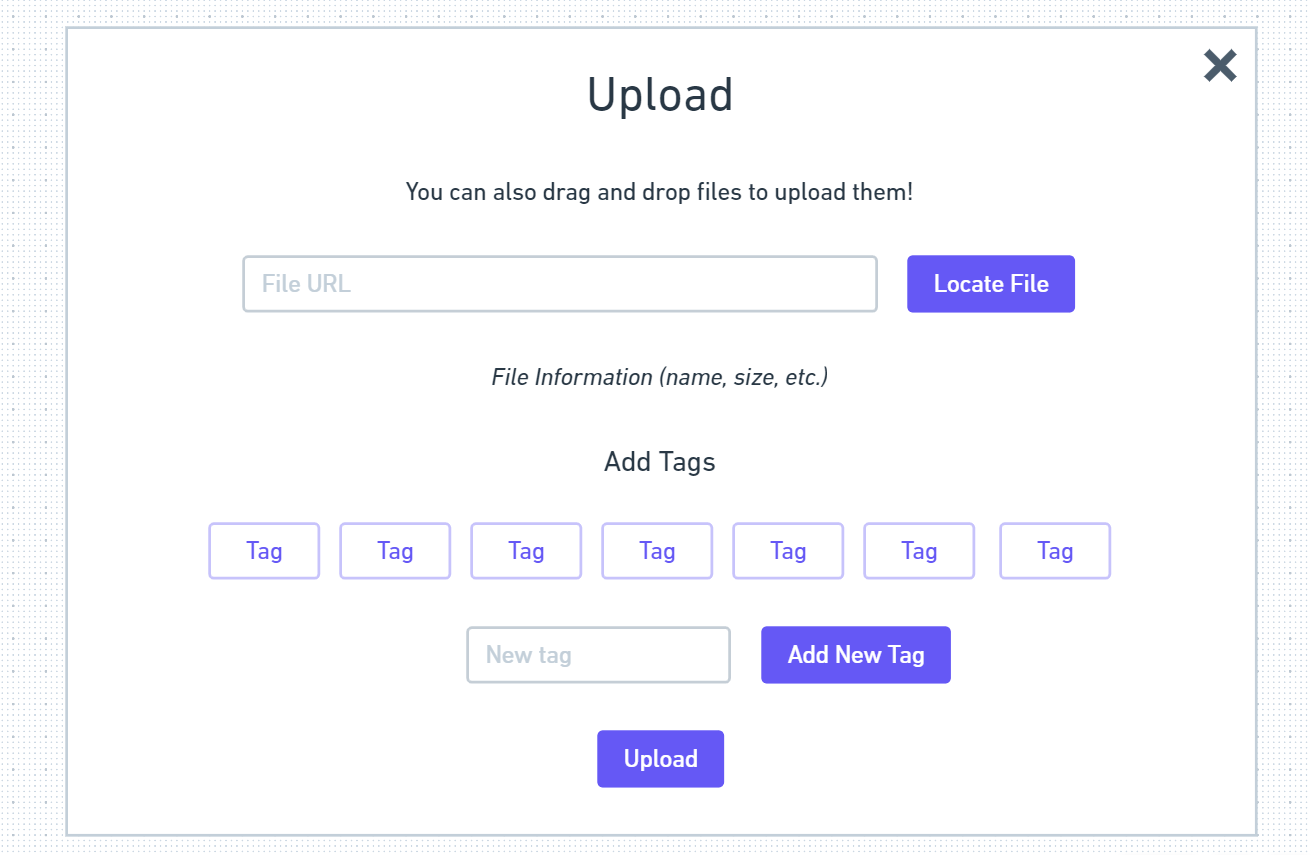 Upload
You can also drag and drop files to upload them!
File URL
Locate File
File Information (name, size, etc.)
Add Tags
Tag Tag Tag Tag Tag Tag Tag
New tag
Add New Tag
Upload